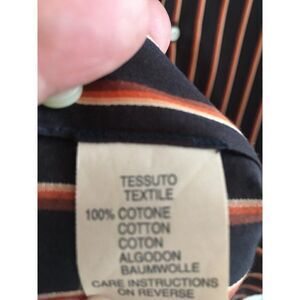 TESSUTO
TEXTILE
100% COTONE
COTTON
COTON
ALGODON
BAUMWOLLE
CARE INSTRUCTIONS
ON REVERSE